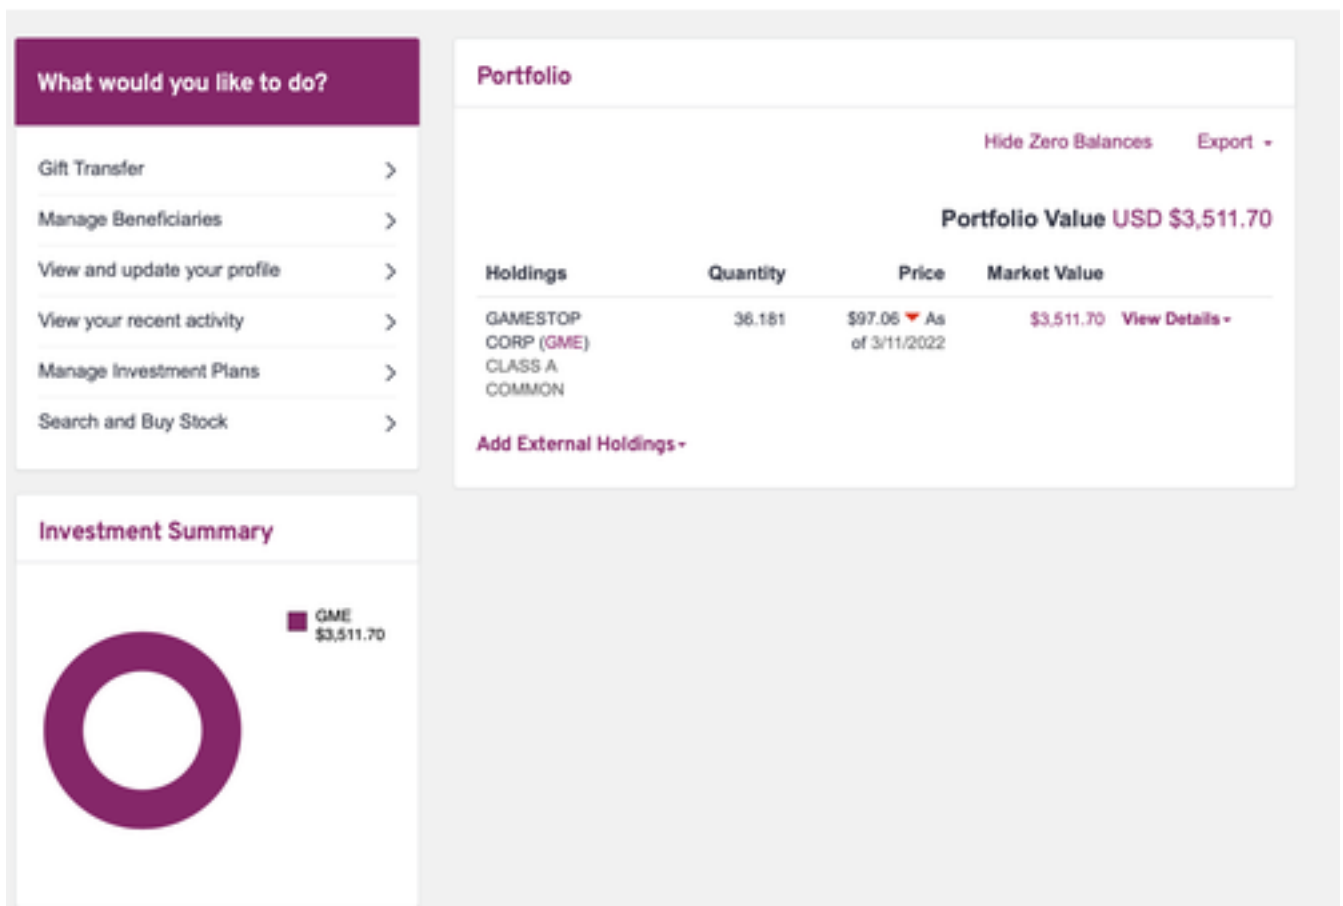 What would you like to do?
Gift Transfer
Manage Beneficiaries
View and update your profile
View your recent activity
Manage Investment Plans
Search and Buy Stock
Investment Summary
GME
$3,511.70
Portfolio
Hide Zero Balances Export
Portfolio Value USD $3,511.70
Holdings Quantity Price Market Value
GAMESTOP 36.181 $97.06 As $3,511.70 View Details
CORP (GME) of 3/11/2022
CLASS A
COMMON
Add External Holdings